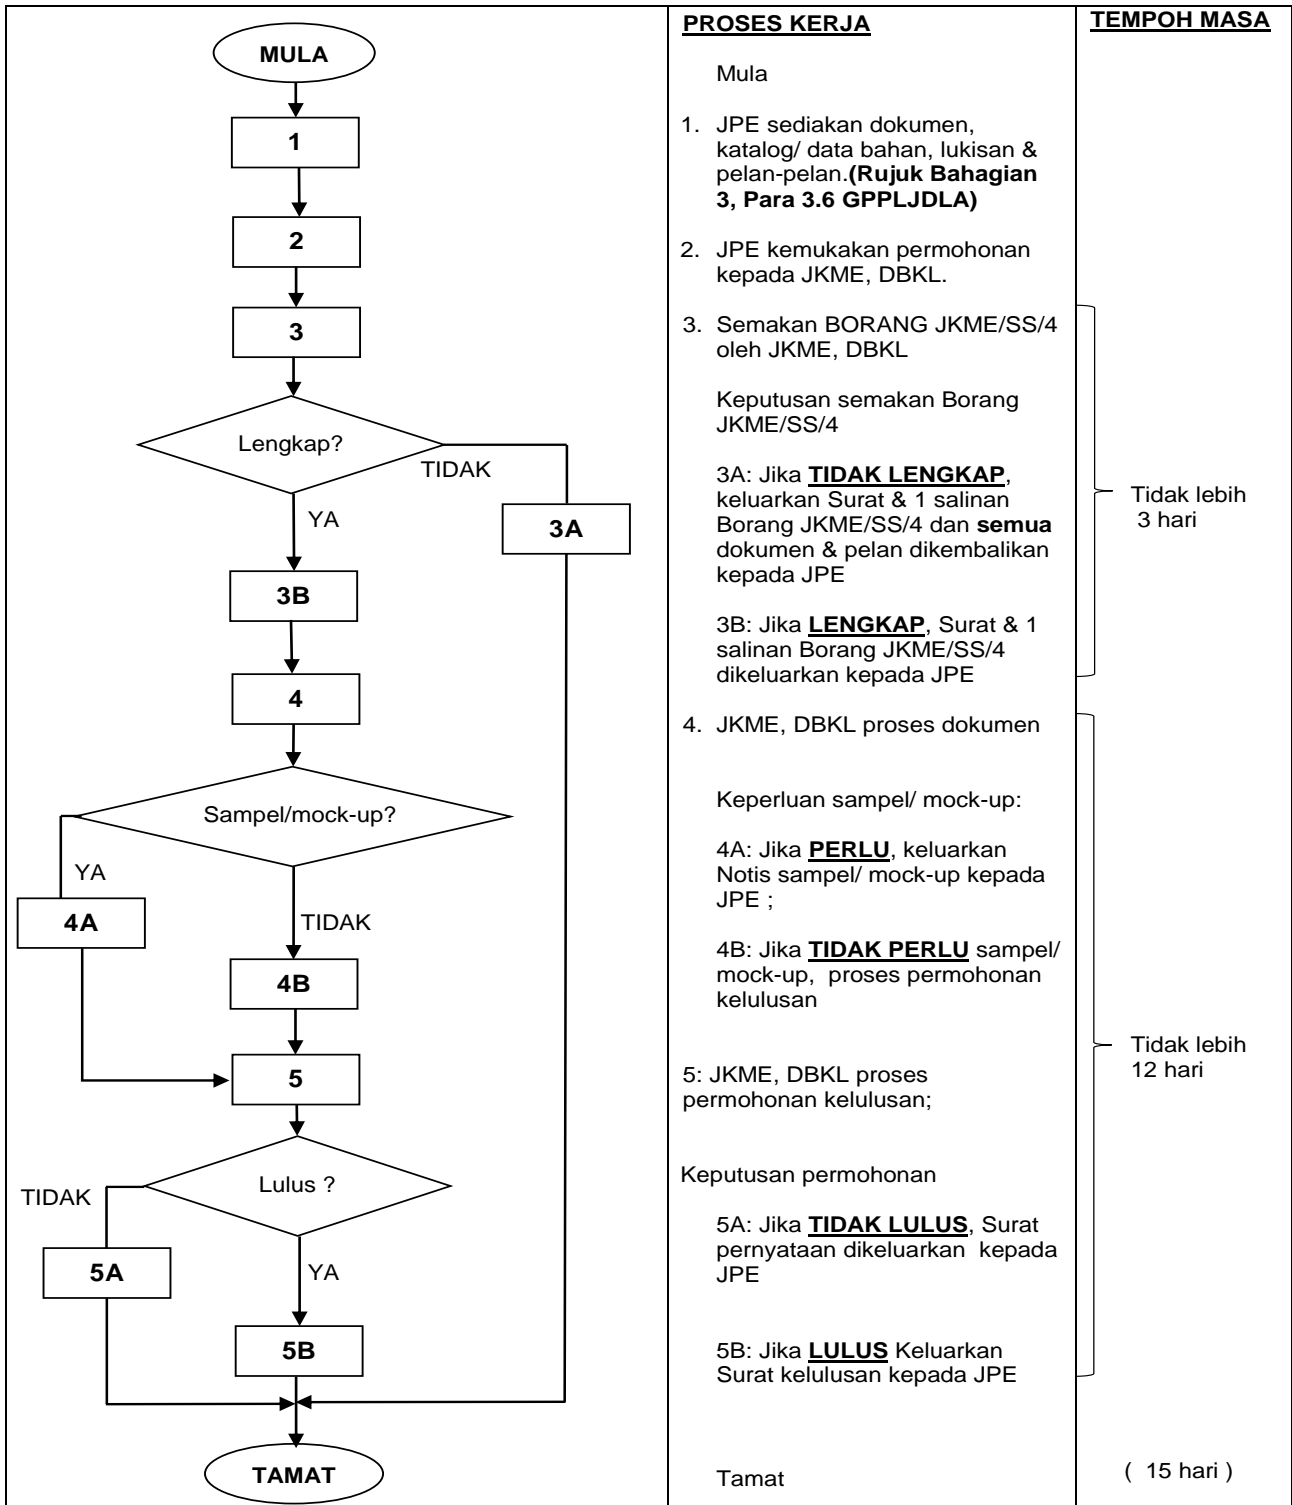 MULA
1
2
3
Lengkap?
TIDAK
YA
3A
3B
4
Sampel/mock-up?
YA
4A
TIDAK
4B
5
Lulus ?
TIDAK
5A
YA
5B
TAMAT
PROSES KERJA
Mula
1. JPE sediakan dokumen,
katalog/ data bahan, lukisan &
pelan-pelan.(Rujuk Bahagian
3, Para 3.6 GPPLJDLA)
2. JPE kemukakan permohonan
kepada JKME, DBKL.
3. Semakan BORANG JKME/SS/4
oleh JKME, DBKL
Keputusan semakan Borang
JKME/SS/4
3A: Jika TIDAK LENGKAP,
keluarkan Surat & 1 salinan
Borang JKME/SS/4 dan semua
dokumen & pelan dikembalikan
kepada JPE
3B: Jika LENGKAP, Surat & 1
salinan Borang JKME/SS/4
dikeluarkan kepada JPE
4. JKME, DBKL proses dokumen
Keperluan sampel/ mock-up:
4A: Jika PERLU, keluarkan
Notis sampel/ mock-up kepada
JPE ;
4B: Jika TIDAK PERLU sampel/
mock-up, proses permohonan
kelulusan
5: JKME, DBKL proses
permohonan kelulusan;
Keputusan permohonan
5A: Jika TIDAK LULUS, Surat
pernyataan dikeluarkan kepada
JPE
5B: Jika LULUS Keluarkan
Surat kelulusan kepada JPE
Tamat
TEMPOH MASA
Tidak lebih
3 hari
Tidak lebih
12 hari
( 15 hari )